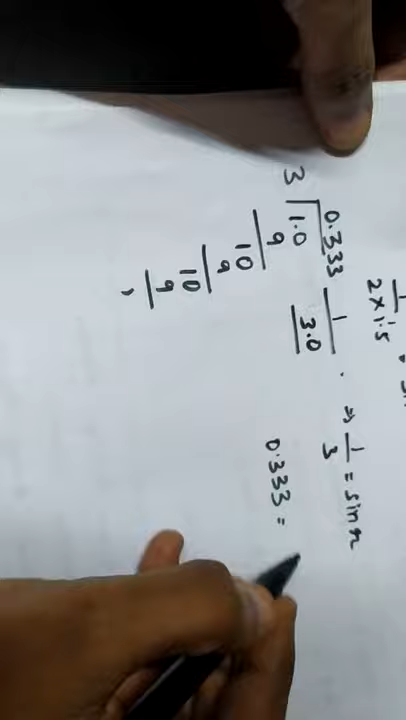 1/(2×1.5) = sin
1/3.0 . ⇒ 1/3 = sin r
0.333 =
0.333
3 | 1.0
9
10
9
10
9